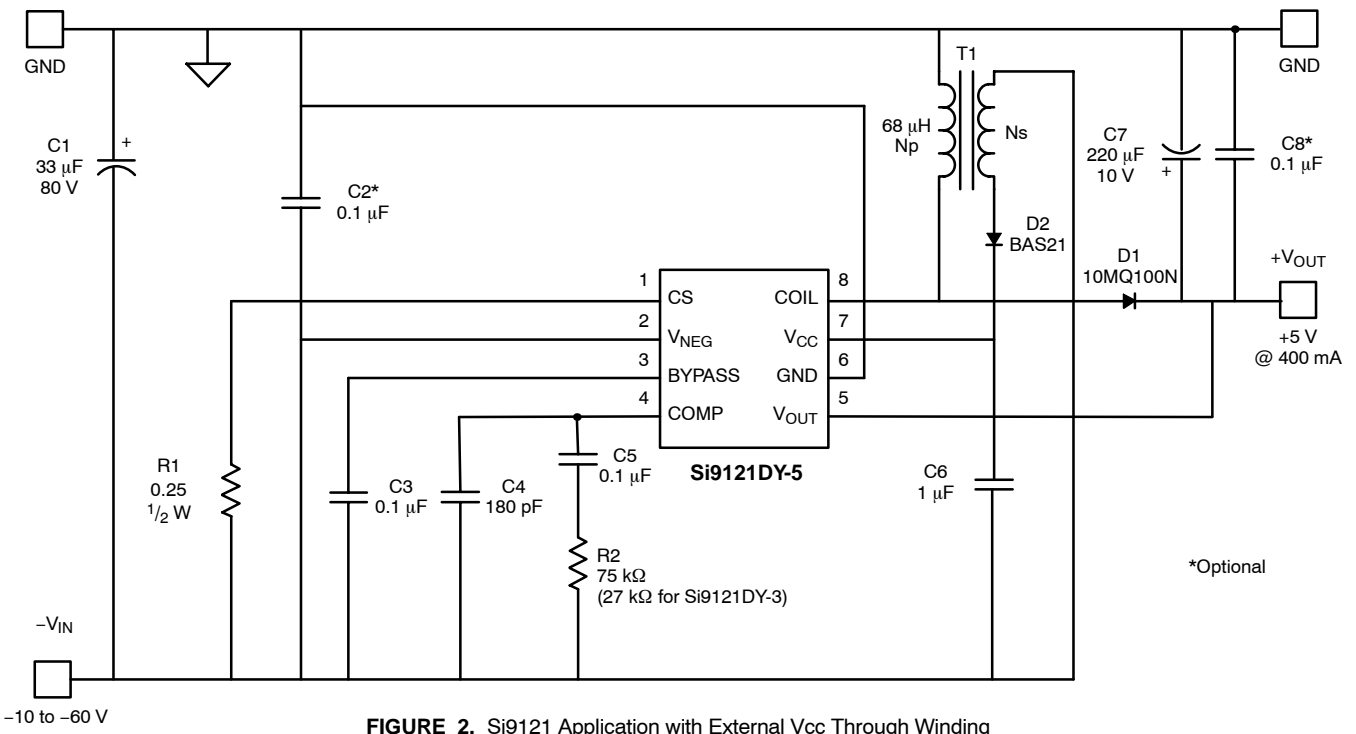 GND
GND
T1
C1
33 μF
80 V
+
68 μH
Np
Ns
C7
220 μF
10 V
+
C8*
0.1 μF
C2*
0.1 μF
D2
BAS21
D1
10MQ100N
+VOUT
+5 V
@ 400 mA
1
2
3
4
CS
VNEG
BYPASS
COMP
COIL
VCC
GND
VOUT
8
7
6
5
Si9121DY-5
R1
0.25
1/2 W
C3
0.1 μF
C4
180 pF
C5
0.1 μF
R2
75 kΩ
(27 kΩ for Si9121DY-3)
C6
1 μF
*Optional
−VIN
−10 to −60 V
FIGURE 2. Si9121 Application with External Vcc Through Winding